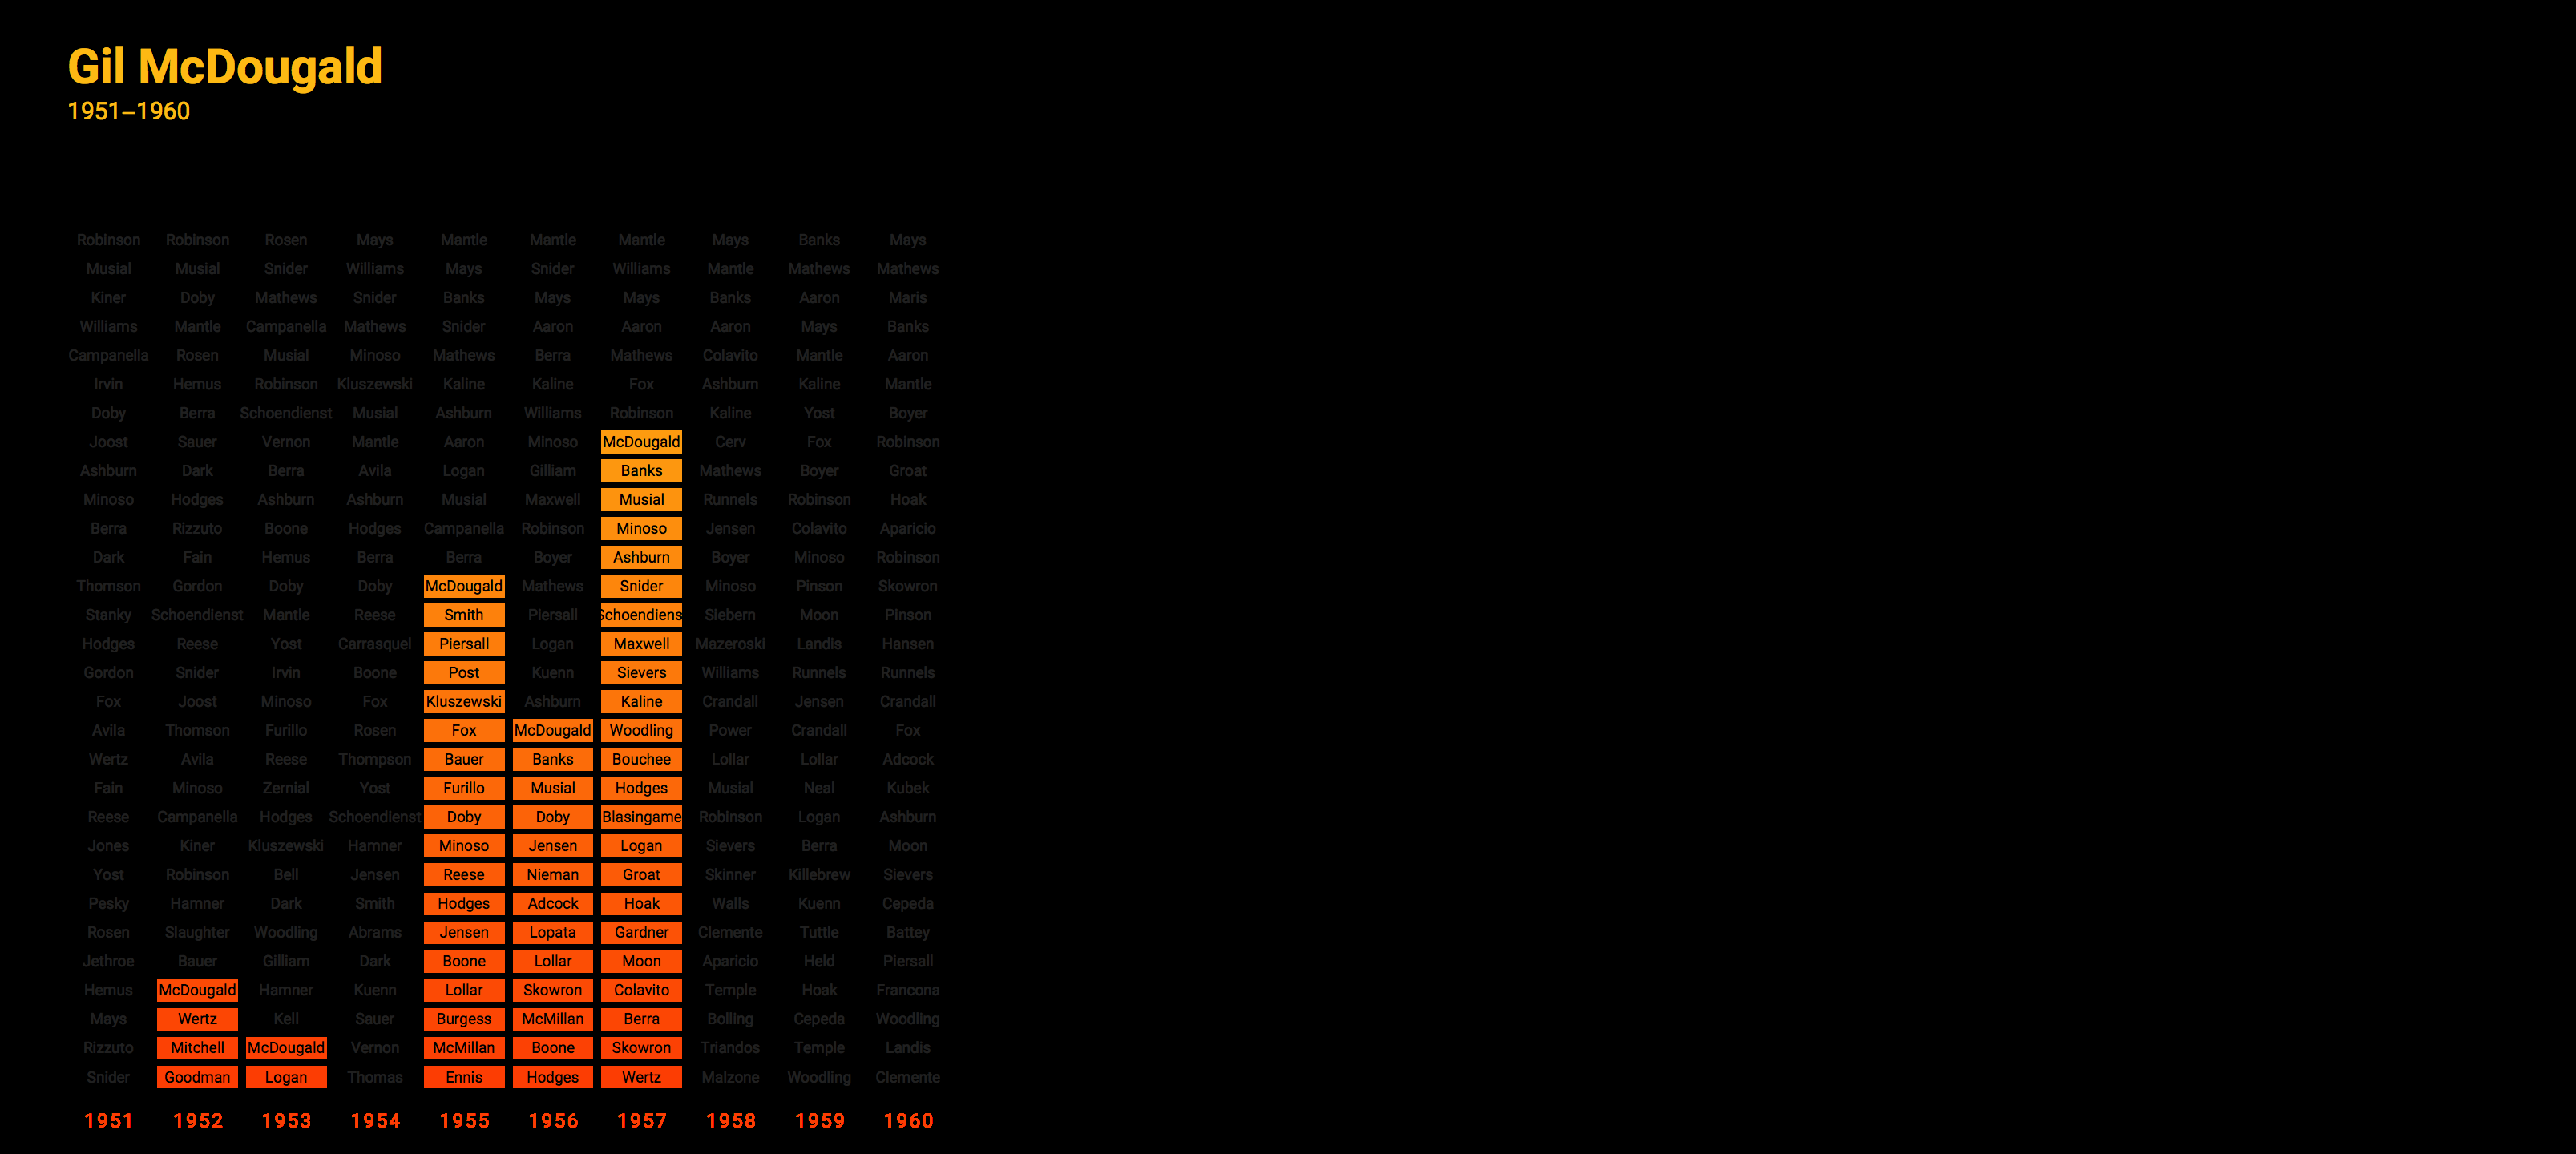 Gil McDougald
1951–1960
Robinson Robinson Rosen Mays Mantle Mantle Mantle Mays Banks Mays
Musial Musial Snider Williams Mays Snider Williams Mantle Mathews Mathews
Kiner Doby Mathews Snider Banks Mays Mays Banks Aaron Maris
Williams Mantle Campanella Mathews Snider Aaron Aaron Aaron Mays Banks
Campanella Rosen Musial Minoso Mathews Berra Mathews Colavito Mantle Aaron
Irvin Hemus Robinson Kluszewski Kaline Kaline Fox Ashburn Kaline Mantle
Doby Berra Schoendienst Musial Ashburn Williams Robinson Kaline Yost Boyer
Joost Sauer Vernon Mantle Aaron Minoso McDougald Cerv Fox Robinson
Ashburn Dark Berra Avila Logan Gilliam Banks Mathews Boyer Groat
Minoso Hodges Ashburn Ashburn Musial Maxwell Musial Runnels Robinson Hoak
Berra Rizzuto Boone Hodges Campanella Robinson Minoso Jensen Colavito Aparicio
Dark Fain Hemus Berra Berra Boyer Ashburn Boyer Minoso Robinson
Thomson Gordon Doby Doby McDougald Mathews Snider Minoso Pinson Skowron
Stanky Schoendienst Mantle Reese Smith Piersall Schoendiens Siebern Moon Pinson
Hodges Reese Yost Carrasquel Piersall Logan Maxwell Mazeroski Landis Hansen
Gordon Snider Irvin Boone Post Kuenn Sievers Williams Runnels Runnels
Fox Joost Minoso Fox Kluszewski Ashburn Kaline Crandall Jensen Crandall
Avila Thomson Furillo Rosen Fox McDougald Woodling Power Crandall Fox
Wertz Avila Reese Thompson Bauer Banks Bouchee Lollar Lollar Adcock
Fain Minoso Zernial Yost Furillo Musial Hodges Musial Neal Kubek
Reese Campanella Hodges Schoendienst Doby Doby Blasingame Robinson Logan Ashburn
Jones Kiner Kluszewski Hamner Minoso Jensen Logan Sievers Berra Moon
Yost Robinson Bell Jensen Reese Nieman Groat Skinner Killebrew Sievers
Pesky Hamner Dark Smith Hodges Adcock Hoak Walls Kuenn Cepeda
Rosen Slaughter Woodling Abrams Jensen Lopata Gardner Clemente Tuttle Battey
Jethroe Bauer Gilliam Dark Boone Lollar Moon Aparicio Held Piersall
Hemus McDougald Hamner Kuenn Lollar Skowron Colavito Temple Hoak Francona
Mays Wertz Kell Sauer Burgess McMillan Berra Bolling Cepeda Woodling
Rizzuto Mitchell McDougald Vernon McMillan Boone Skowron Triandos Temple Landis
Snider Goodman Logan Thomas Ennis Hodges Wertz Malzone Woodling Clemente
1951 1952 1953 1954 1955 1956 1957 1958 1959 1960